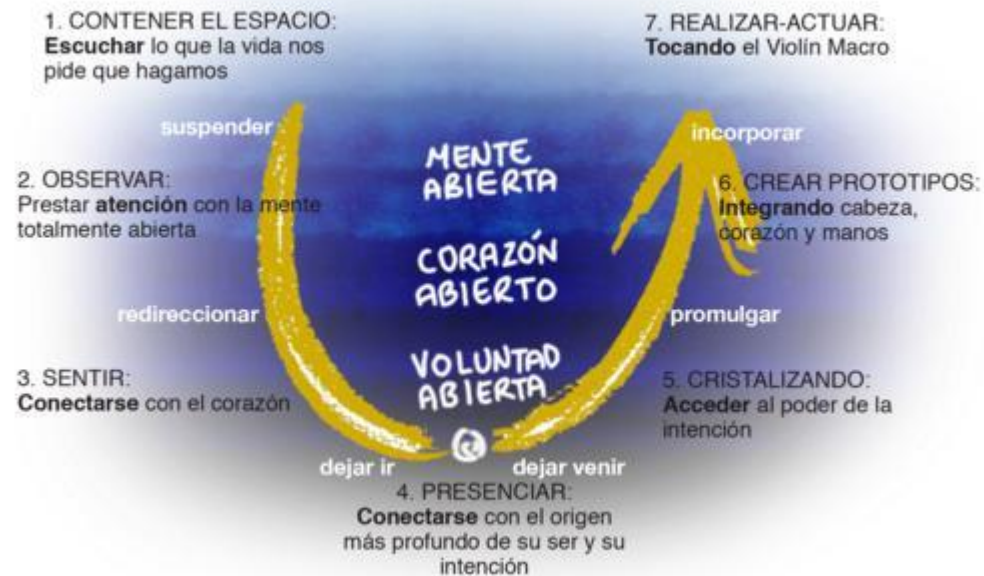 1. CONTENER EL ESPACIO:
Escuchar lo que la vida nos
pide que hagamos
suspender
2. OBSERVAR:
Prestar atención con la mente
totalmente abierta
redireccionar
3. SENTIR:
Conectarse con el corazón
dejar ir
MENTE
ABIERTA
CORAZÓN
ABIERTO
VOLUNTAD
ABIERTA
4. PRESENCIAR:
Conectarse con el origen
más profundo de su ser y su
intención
dejar venir
5. CRISTALIZANDO:
Acceder al poder de la
intención
promulgar
6. CREAR PROTOTIPOS:
Integrando cabeza,
corazón y manos
incorporar
7. REALIZAR-ACTUAR:
Tocando el Violín Macro